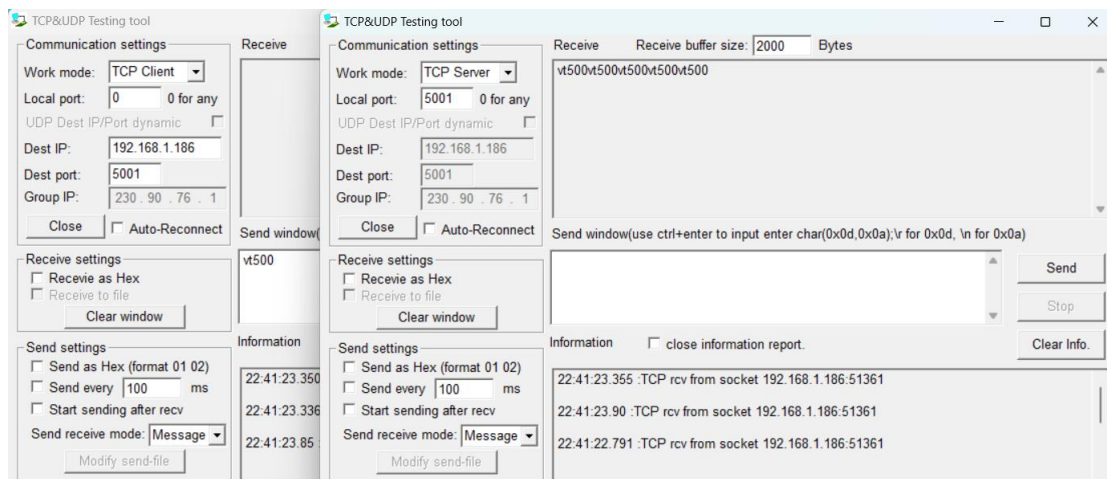 TCP&UDP Testing tool
Communication settings
Receive
Work mode: TCP Client
Local port: 0 0 for any
UDP Dest IP/Port dynamic
Dest IP: 192.168.1.186
Dest port: 5001
Group IP: 230 . 90 . 76 . 1
Close Auto-Reconnect
Send window(
Receive settings
vt500
Recevie as Hex
Receive to file
Clear window
Information
Send settings
Send as Hex (format 01 02)
22:41:23.350
Send every 100 ms
Start sending after recv
22:41:23.336
Send receive mode: Message
22:41:23.85 :
Modify send-file
TCP&UDP Testing tool
Communication settings
Receive Receive buffer size: 2000 Bytes
Work mode: TCP Server
vt500vt500vt500vt500vt500
Local port: 5001 0 for any
UDP Dest IP/Port dynamic
Dest IP: 192.168.1.186
Dest port: 5001
Group IP: 230 . 90 . 76 . 1
Close Auto-Reconnect
Send window(use ctrl+enter to input enter char(0x0d,0x0a);\r for 0x0d, \n for 0x0a)
Receive settings
Recevie as Hex
Receive to file
Clear window
Send
Stop
Information close information report.
Clear Info.
Send settings
Send as Hex (format 01 02)
Send every 100 ms
Start sending after recv
Send receive mode: Message
Modify send-file
22:41:23.355 :TCP rcv from socket 192.168.1.186:51361
22:41:23.90 :TCP rcv from socket 192.168.1.186:51361
22:41:22.791 :TCP rcv from socket 192.168.1.186:51361